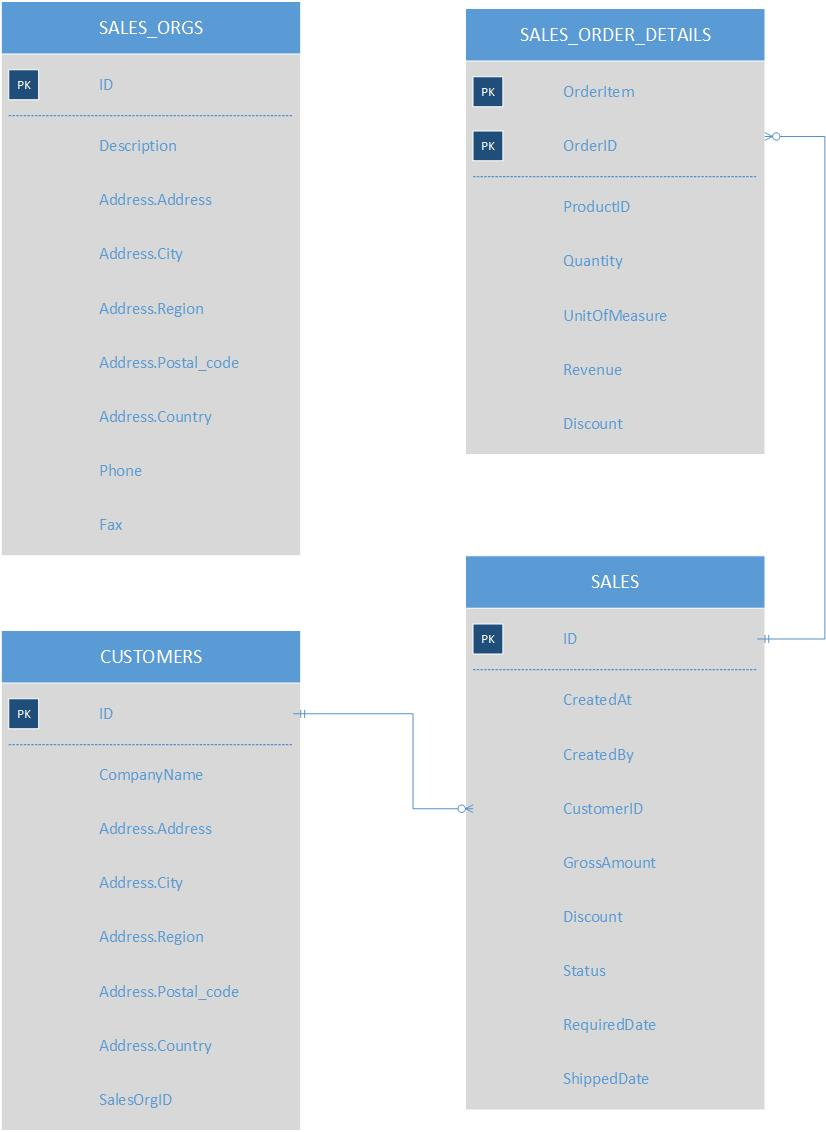 SALES_ORGS
PK ID
Description
Address.Address
Address.City
Address.Region
Address.Postal_code
Address.Country
Phone
Fax
SALES_ORDER_DETAILS
PK OrderItem
PK OrderID
ProductID
Quantity
UnitOfMeasure
Revenue
Discount
CUSTOMERS
PK ID
CompanyName
Address.Address
Address.City
Address.Region
Address.Postal_code
Address.Country
SalesOrgID
SALES
PK ID
CreatedAt
CreatedBy
CustomerID
GrossAmount
Discount
Status
RequiredDate
ShippedDate